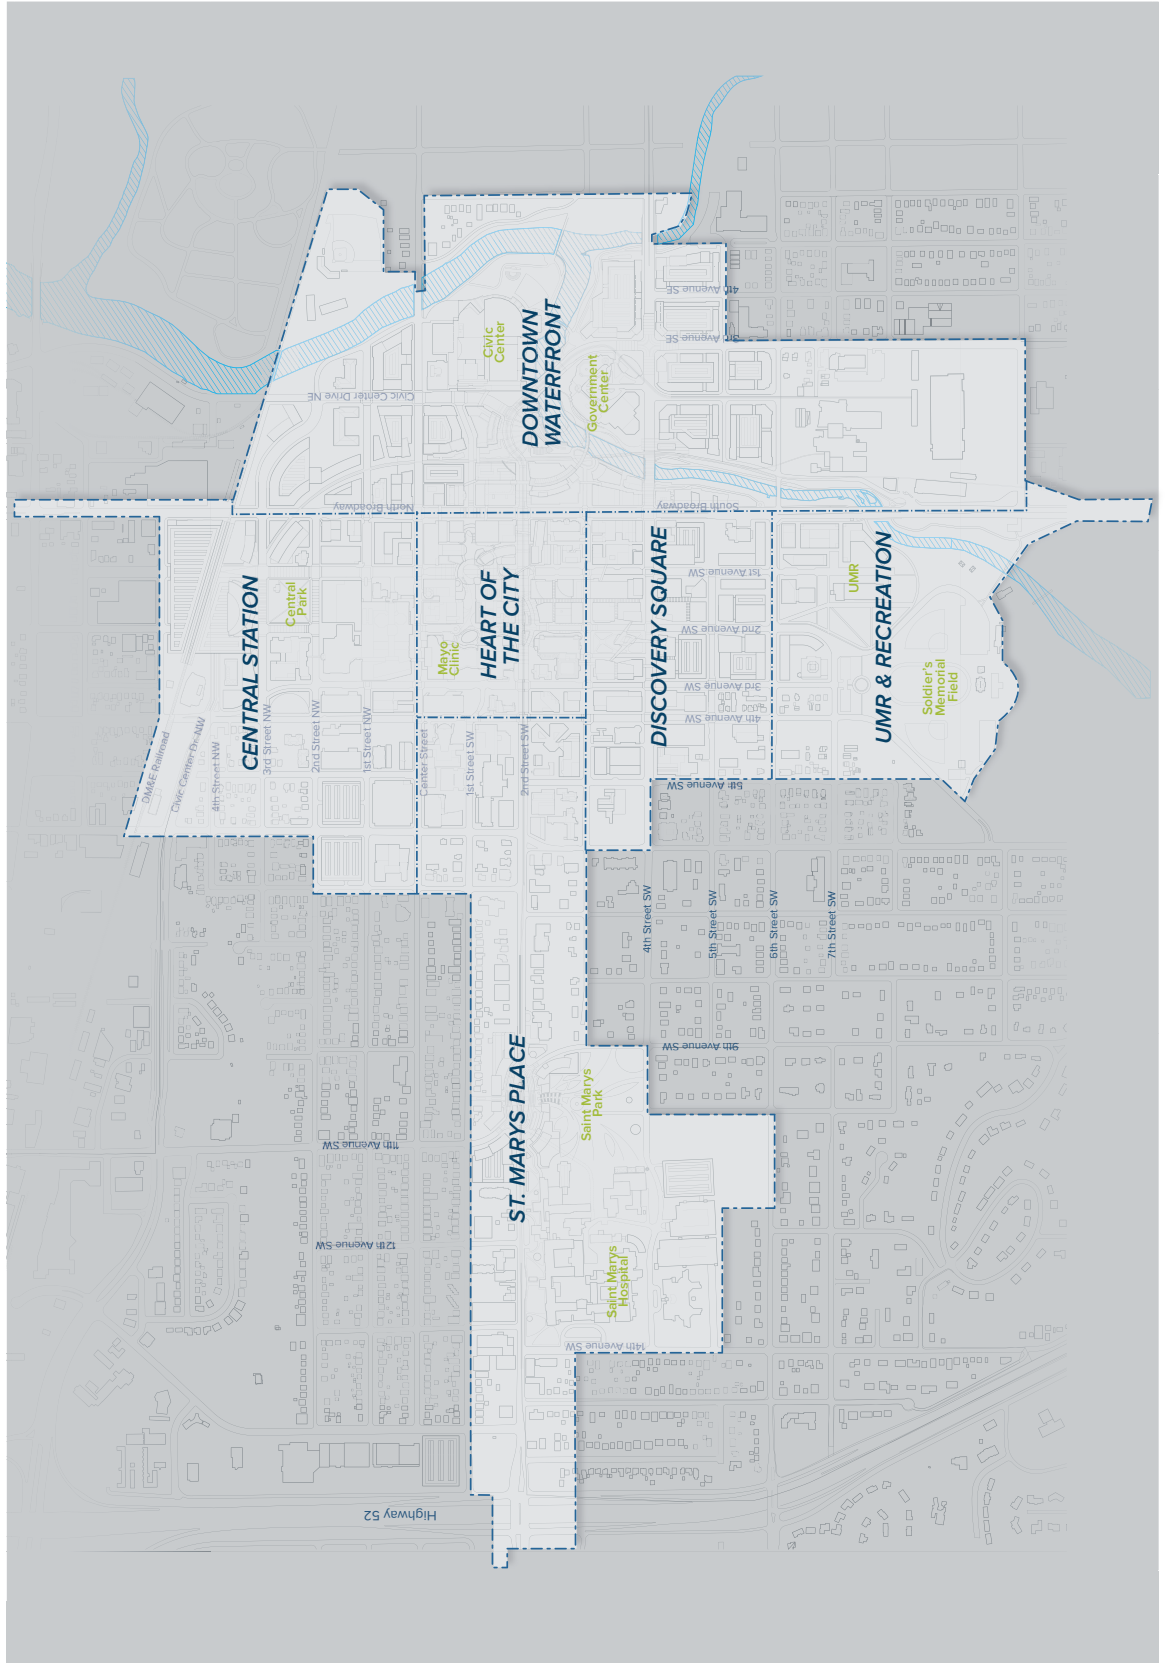 4th Avenue SE
3rd Avenue SE
Civic
Center
DOWNTOWN
WATERFRONT
Government
Center
Civic Center Drive NE
North Broadway
South Broadway
CENTRAL STATION
Central
Park
HEART OF
THE CITY
Mayo
Clinic
DISCOVERY SQUARE
1st Avenue SW
2nd Avenue SW
3rd Avenue SW
4th Avenue SW
5th Avenue SW
UMR
UMR & RECREATION
Soldier's
Memorial
Field
DM&E Railroad
Civic Center Dr. NW
4th Street NW
3rd Street NW
2nd Street NW
1st Street NW
Center Street
1st Street SW
2nd Street SW
4th Street SW
5th Street SW
6th Street SW
7th Street SW
9th Avenue SW
ST. MARYS PLACE
Saint Marys
Park
11th Avenue SW
12th Avenue SW
Saint Marys
Hospital
14th Avenue SW
Highway 52